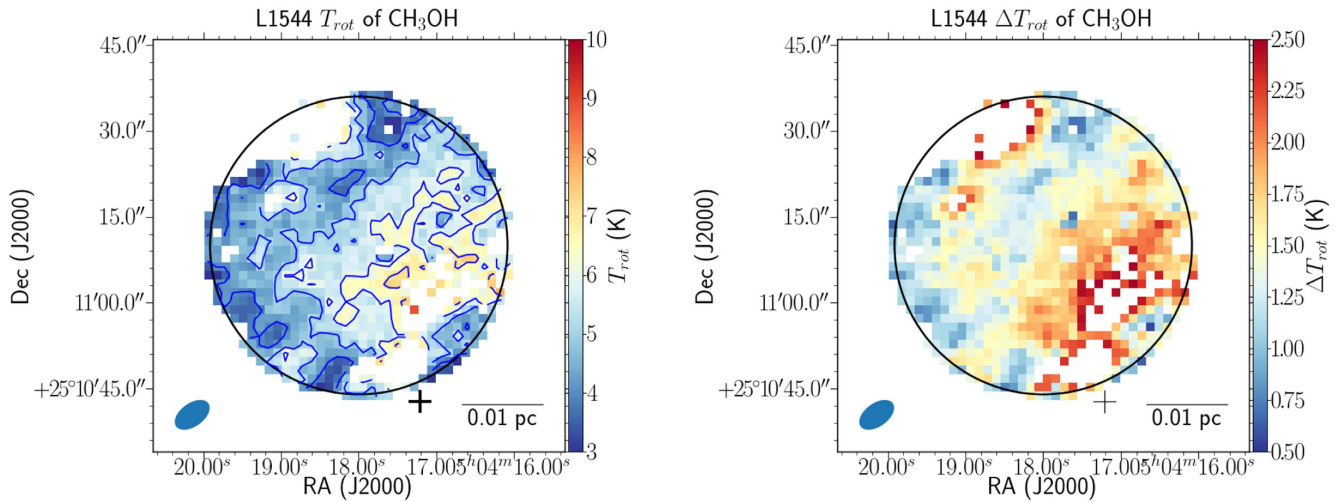 L1544 T_rot of CH₃OH
45.0″
30.0″
15.0″
11′00.0″
+25°10′45.0″
Dec (J2000)
20.00ˢ 19.00ˢ 18.00ˢ 17.00ˢ 5ʰ04ᵐ16.00ˢ
RA (J2000)
0.01 pc
10
9
8
7
6
5
4
3
T_rot (K)
L1544 ΔT_rot of CH₃OH
45.0″
30.0″
15.0″
11′00.0″
+25°10′45.0″
Dec (J2000)
20.00ˢ 19.00ˢ 18.00ˢ 17.00ˢ 5ʰ04ᵐ16.00ˢ
RA (J2000)
0.01 pc
2.50
2.25
2.00
1.75
1.50
1.25
1.00
0.75
0.50
ΔT_rot (K)